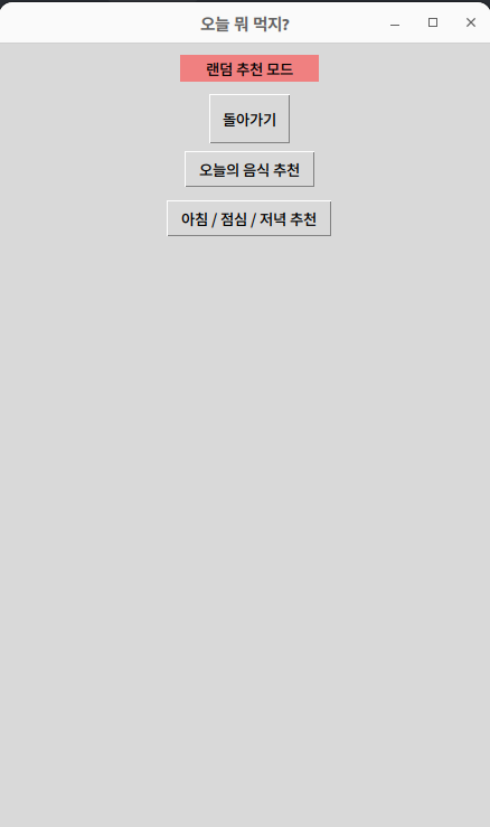 오늘 뭐 먹지?
랜덤 추천 모드
돌아가기
오늘의 음식 추천
아침 / 점심 / 저녁 추천